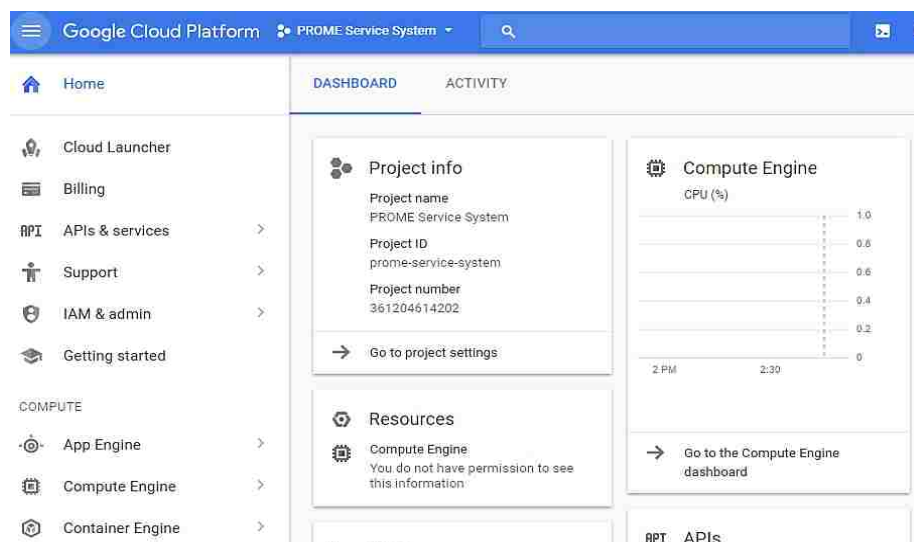 Google Cloud Platform
PROME Service System
Home
Cloud Launcher
Billing
API APIs & services
Support
IAM & admin
Getting started
COMPUTE
App Engine
Compute Engine
Container Engine
DASHBOARD
ACTIVITY
Project info
Project name
PROME Service System
Project ID
prome-service-system
Project number
361204614202
Go to project settings
Resources
Compute Engine
You do not have permission to see
this information
Compute Engine
CPU (%)
1.0
0.8
0.6
0.4
0.2
0
2 PM 2:30
Go to the Compute Engine
dashboard
API APIs